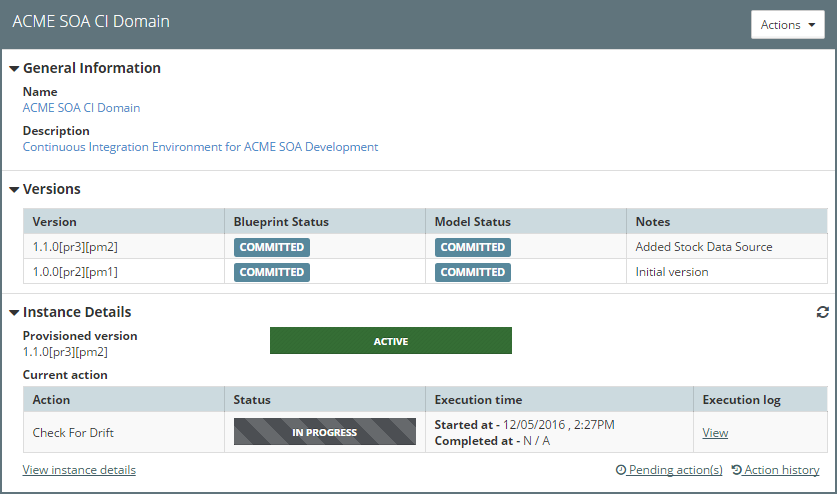 ACME SOA CI Domain
Actions
General Information
Name
ACME SOA CI Domain
Description
Continuous Integration Environment for ACME SOA Development
Versions
Version Blueprint Status Model Status Notes
1.1.0[pr3][pm2] COMMITTED COMMITTED Added Stock Data Source
1.0.0[pr2][pm1] COMMITTED COMMITTED Initial version
Instance Details
Provisioned version
ACTIVE
1.1.0[pr3][pm2]
Current action
Action Status Execution time Execution log
Check For Drift IN PROGRESS Started at - 12/05/2016 , 2:27PM View
Completed at - N / A
View instance details Pending action(s) Action history